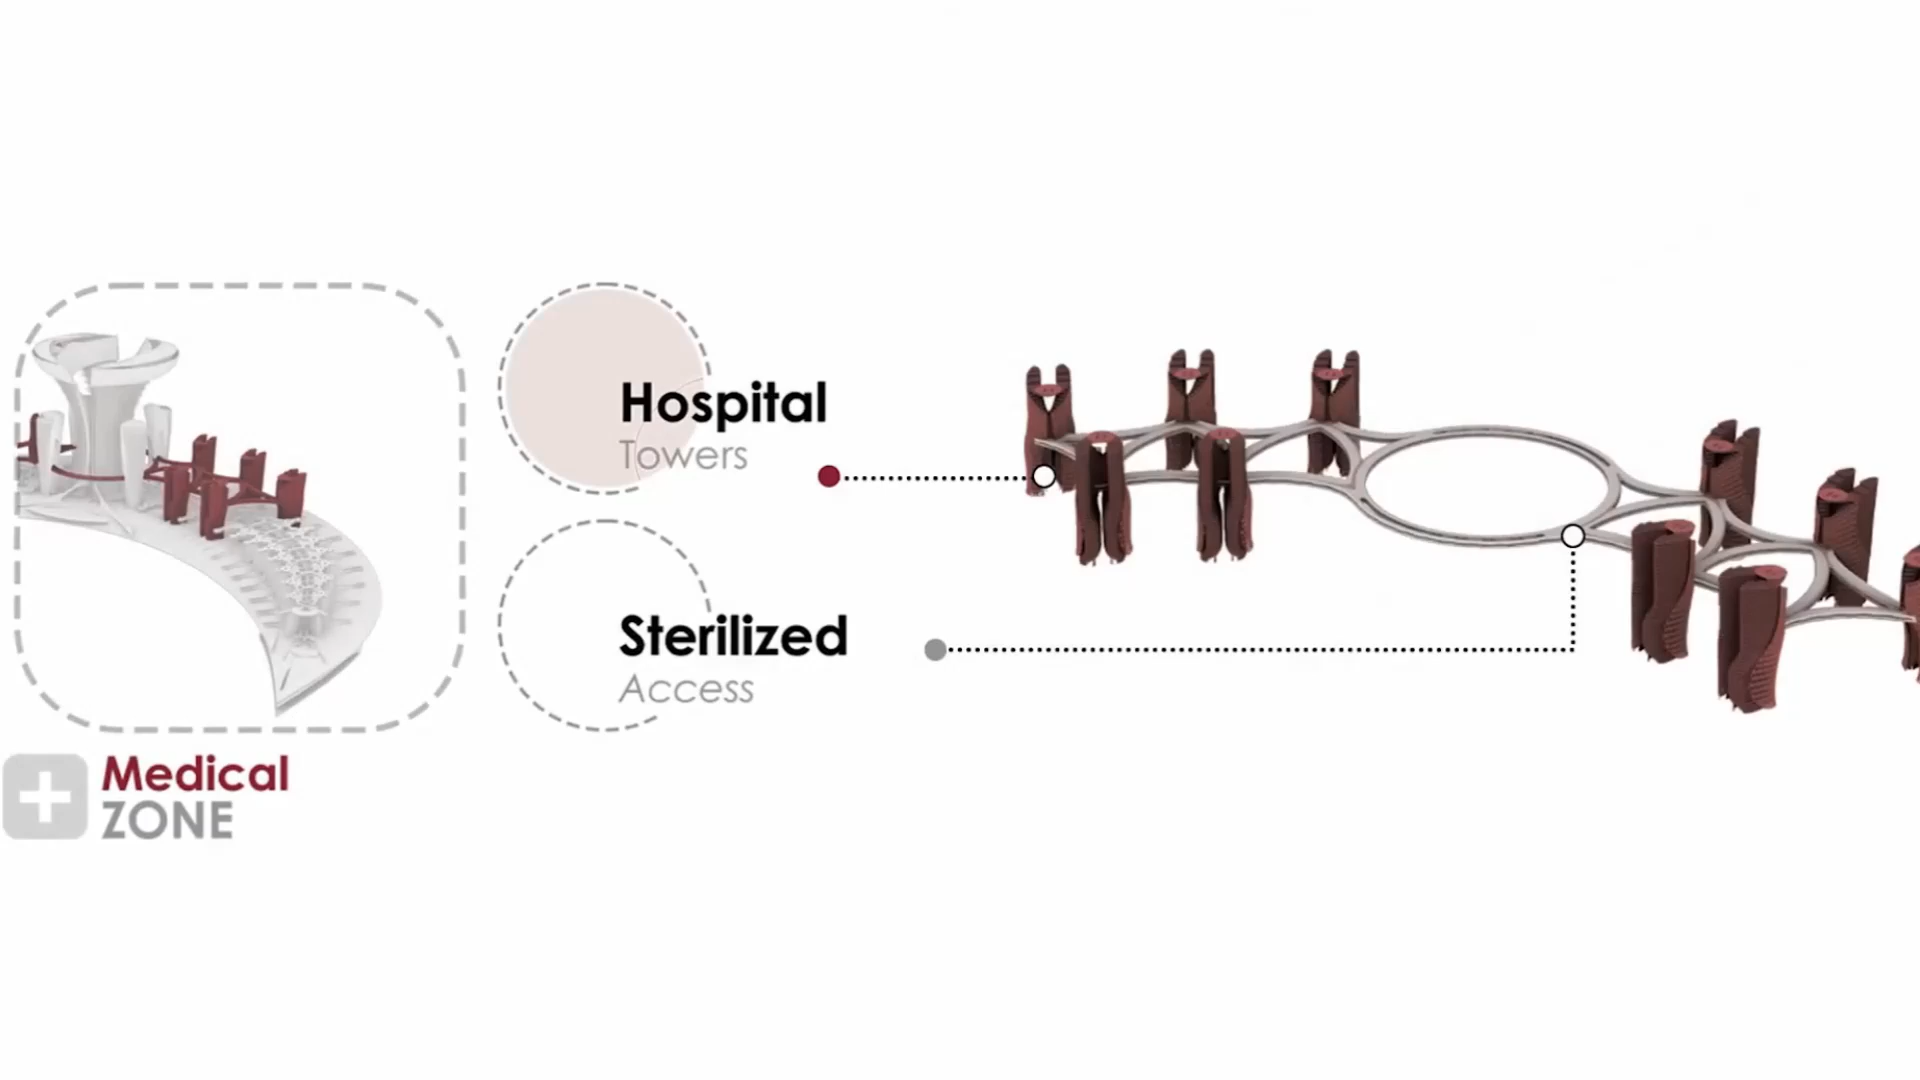 Hospital
Towers
Sterilized
Access
Medical
ZONE